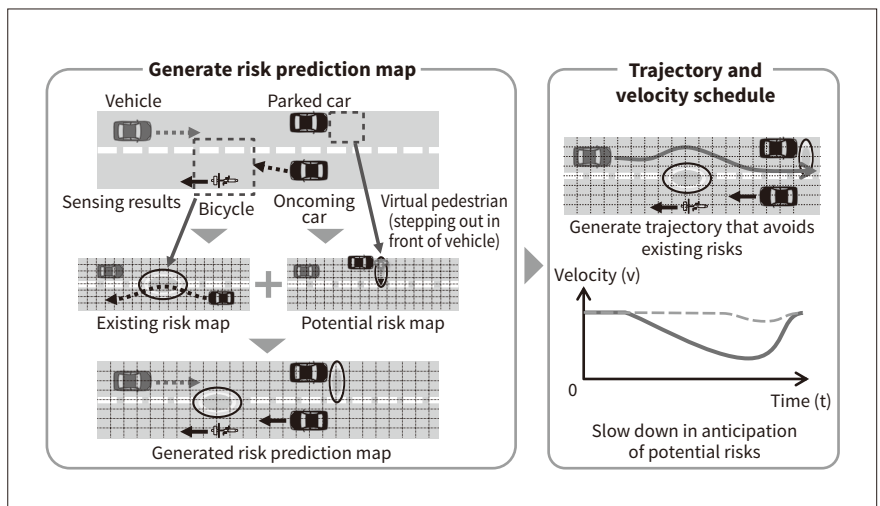 Generate risk prediction map
Vehicle
Parked car
Sensing results
Bicycle
Oncoming
car
Virtual pedestrian
(stepping out in
front of vehicle)
Existing risk map
Potential risk map
Generated risk prediction map
Trajectory and
velocity schedule
Generate trajectory that avoids
existing risks
Velocity (v)
0
Time (t)
Slow down in anticipation
of potential risks